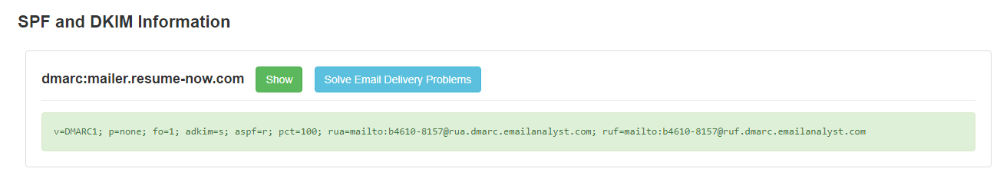 SPF and DKIM Information
dmarc:mailer.resume-now.com Show Solve Email Delivery Problems
v=DMARC1; p=none; fo=1; adkim=s; aspf=r; pct=100; rua=mailto:b4610-8157@rua.dmarc.emailanalyst.com; ruf=mailto:b4610-8157@ruf.dmarc.emailanalyst.com